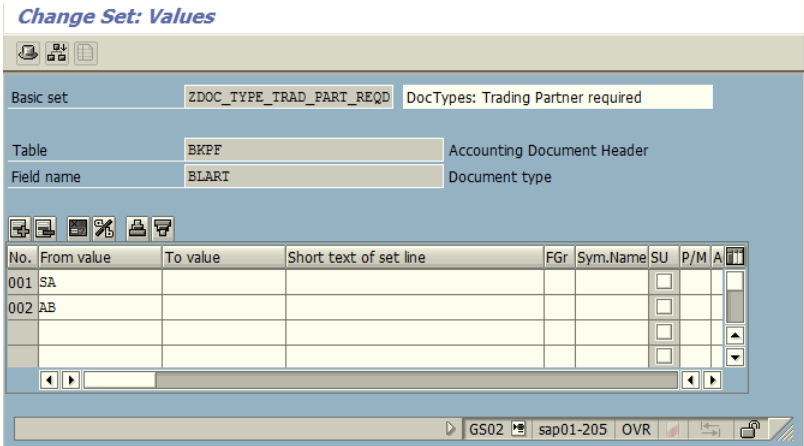 Change Set: Values
Basic set ZDOC_TYPE_TRAD_PART_REQD DocTypes: Trading Partner required
Table BKPF Accounting Document Header
Field name BLART Document type
No. From value To value Short text of set line FGr Sym.Name SU P/M A
001 SA
002 AB
GS02 sap01-205 OVR